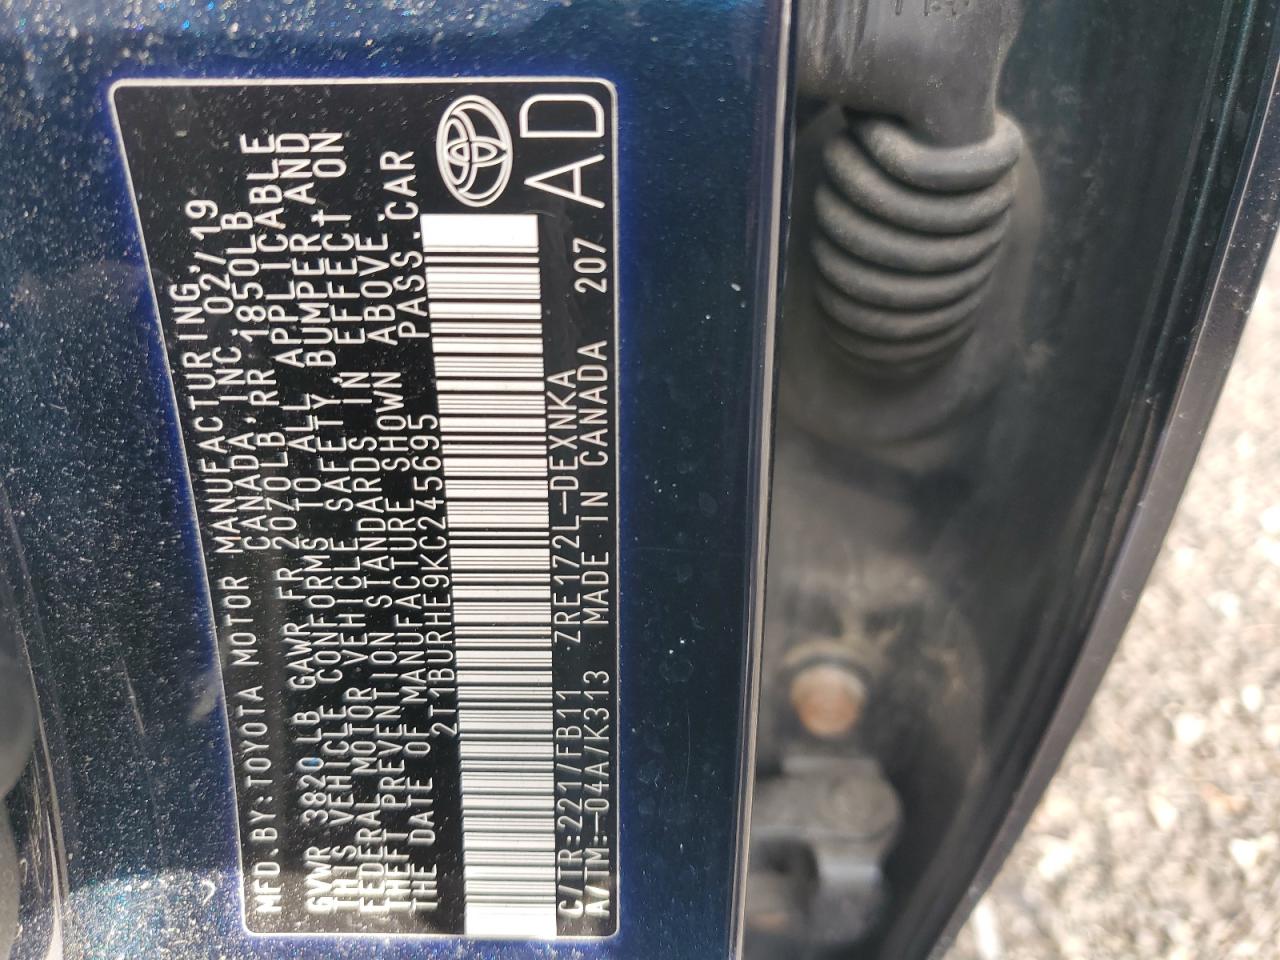 MFD.BY:TOYOTA MOTOR MANUFACTURING,
CANADA,INC. 02/19
GVWR 3820LB GAWR FR 2070LB RR 1850LB
THIS VEHICLE CONFORMS TO ALL APPLICABLE
FEDERAL MOTOR VEHICLE SAFETY, BUMPER, AND
THEFT PREVENTION STANDARDS IN EFFECT ON
THE DATE OF MANUFACTURE SHOWN ABOVE.
2T1BURHE9KC245695 PASS.CAR
C/TR:221/FB11 ZRE172L-DEXNKA
A/TM:-04A/K313 MADE IN CANADA 207
AD